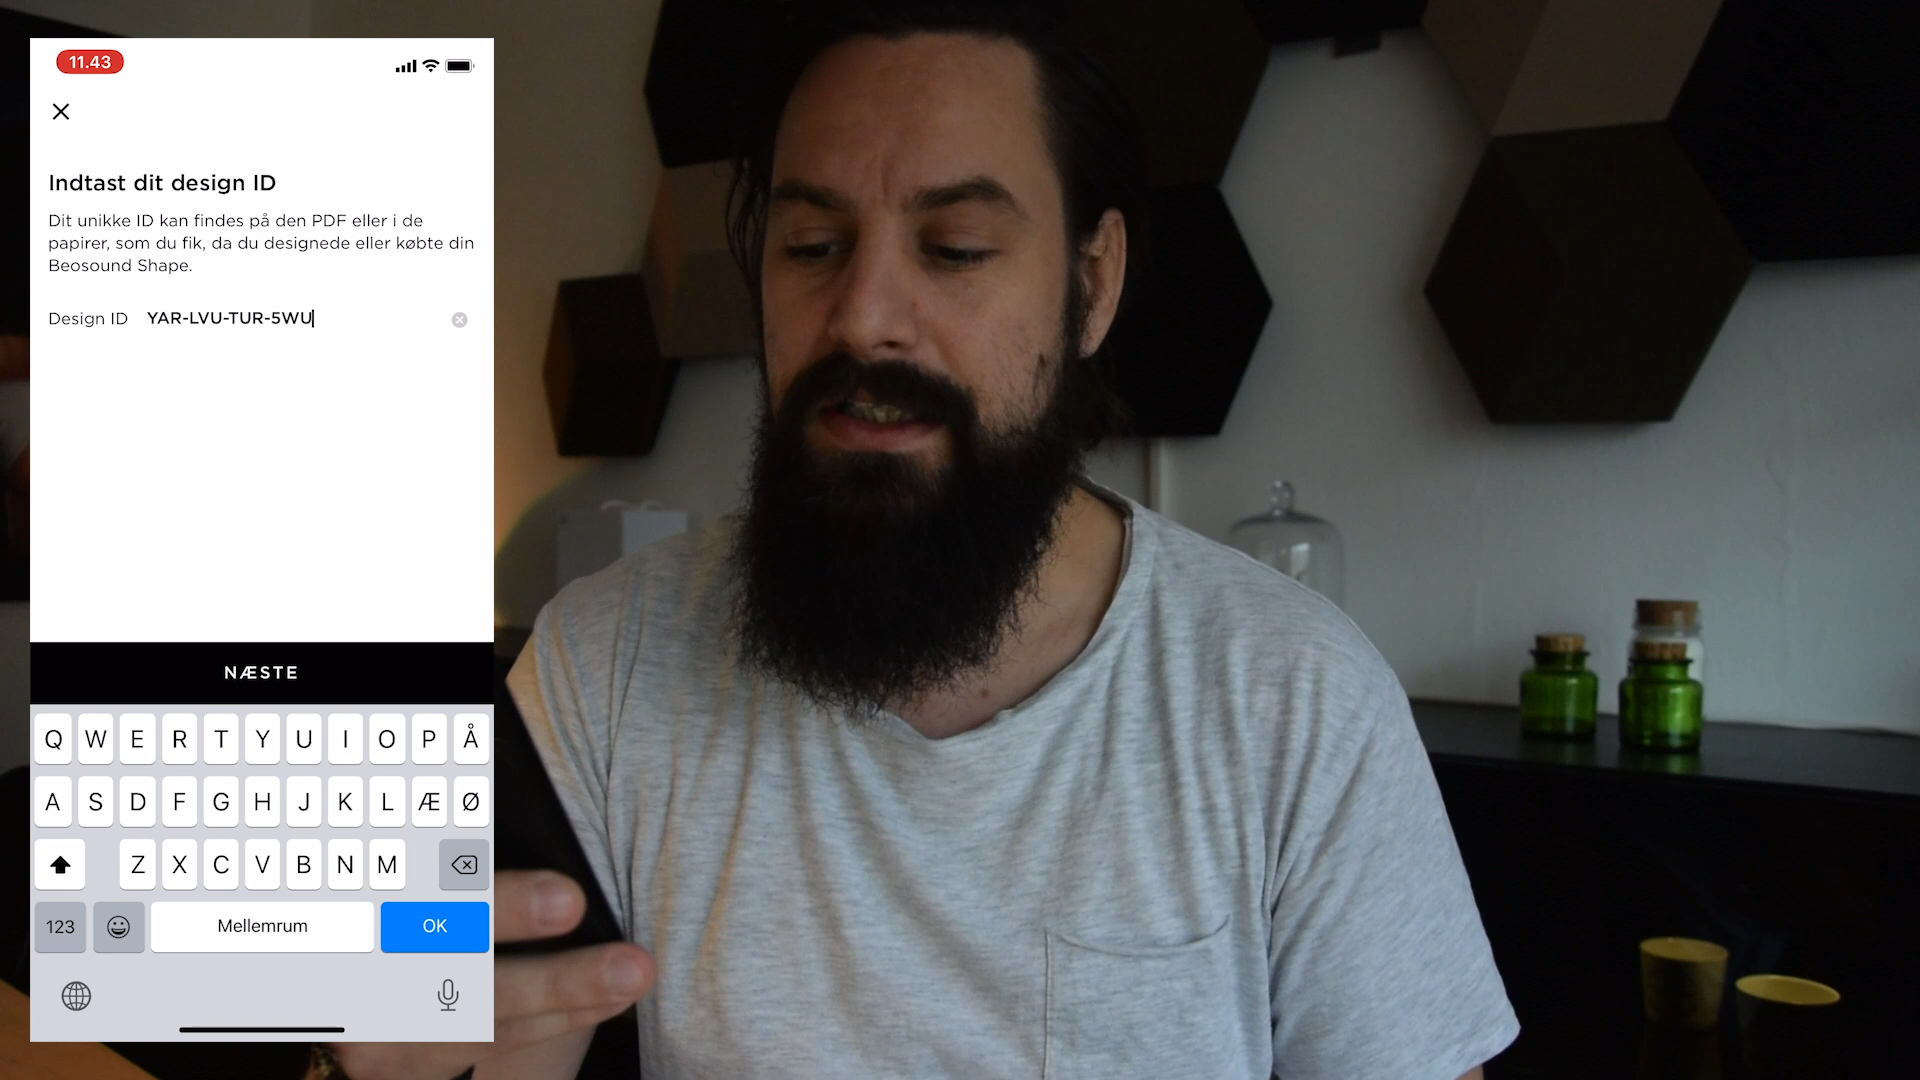 11.43
Indtast dit design ID
Dit unikke ID kan findes på den PDF eller i de
papirer, som du fik, da du designede eller købte din
Beosound Shape.
Design ID YAR-LVU-TUR-5WU
NÆSTE
Q W E R T Y U I O P Å
A S D F G H J K L Æ Ø
Z X C V B N M
123 Mellemrum OK